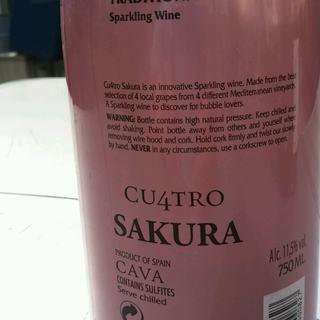 Sparkling Wine
Cu4tro Sakura is an innovative Sparkling wine. Made from the best
selection of 4 local grapes from 4 different Mediterranean vineyards.
A Sparkling wine to discover for bubble lovers.
WARNING: Bottle contains high natural pressure. Keep chilled and
avoid shaking. Point bottle away from others and yourself when
removing wire hood and cork. Hold cork firmly and twist our slowly
by hand. NEVER in any circumstances, use a corkscrew to open.
CU4TRO
SAKURA
PRODUCT OF SPAIN
CAVA
CONTAINS SULFITES
Serve chilled
Alc. 11,5% vol.
750 ML.